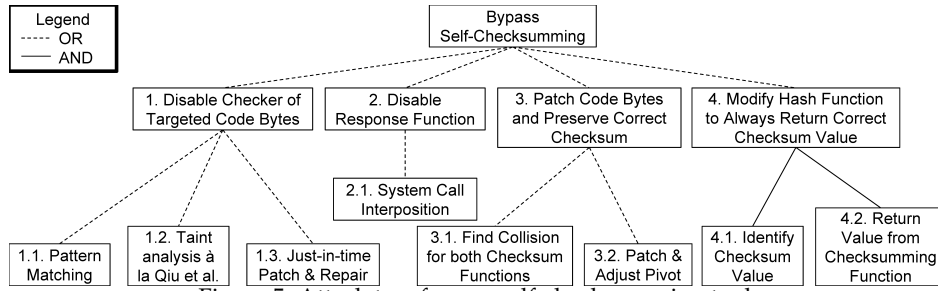 Legend
OR
AND
Bypass
Self-Checksumming
1. Disable Checker of
Targeted Code Bytes
2. Disable
Response Function
3. Patch Code Bytes
and Preserve Correct
Checksum
4. Modify Hash Function
to Always Return Correct
Checksum Value
2.1. System Call
Interposition
1.1. Pattern
Matching
1.2. Taint
analysis à
la Qiu et al.
1.3. Just-in-time
Patch & Repair
3.1. Find Collision
for both Checksum
Functions
3.2. Patch &
Adjust Pivot
4.1. Identify
Checksum
Value
4.2. Return
Value from
Checksumming
Function